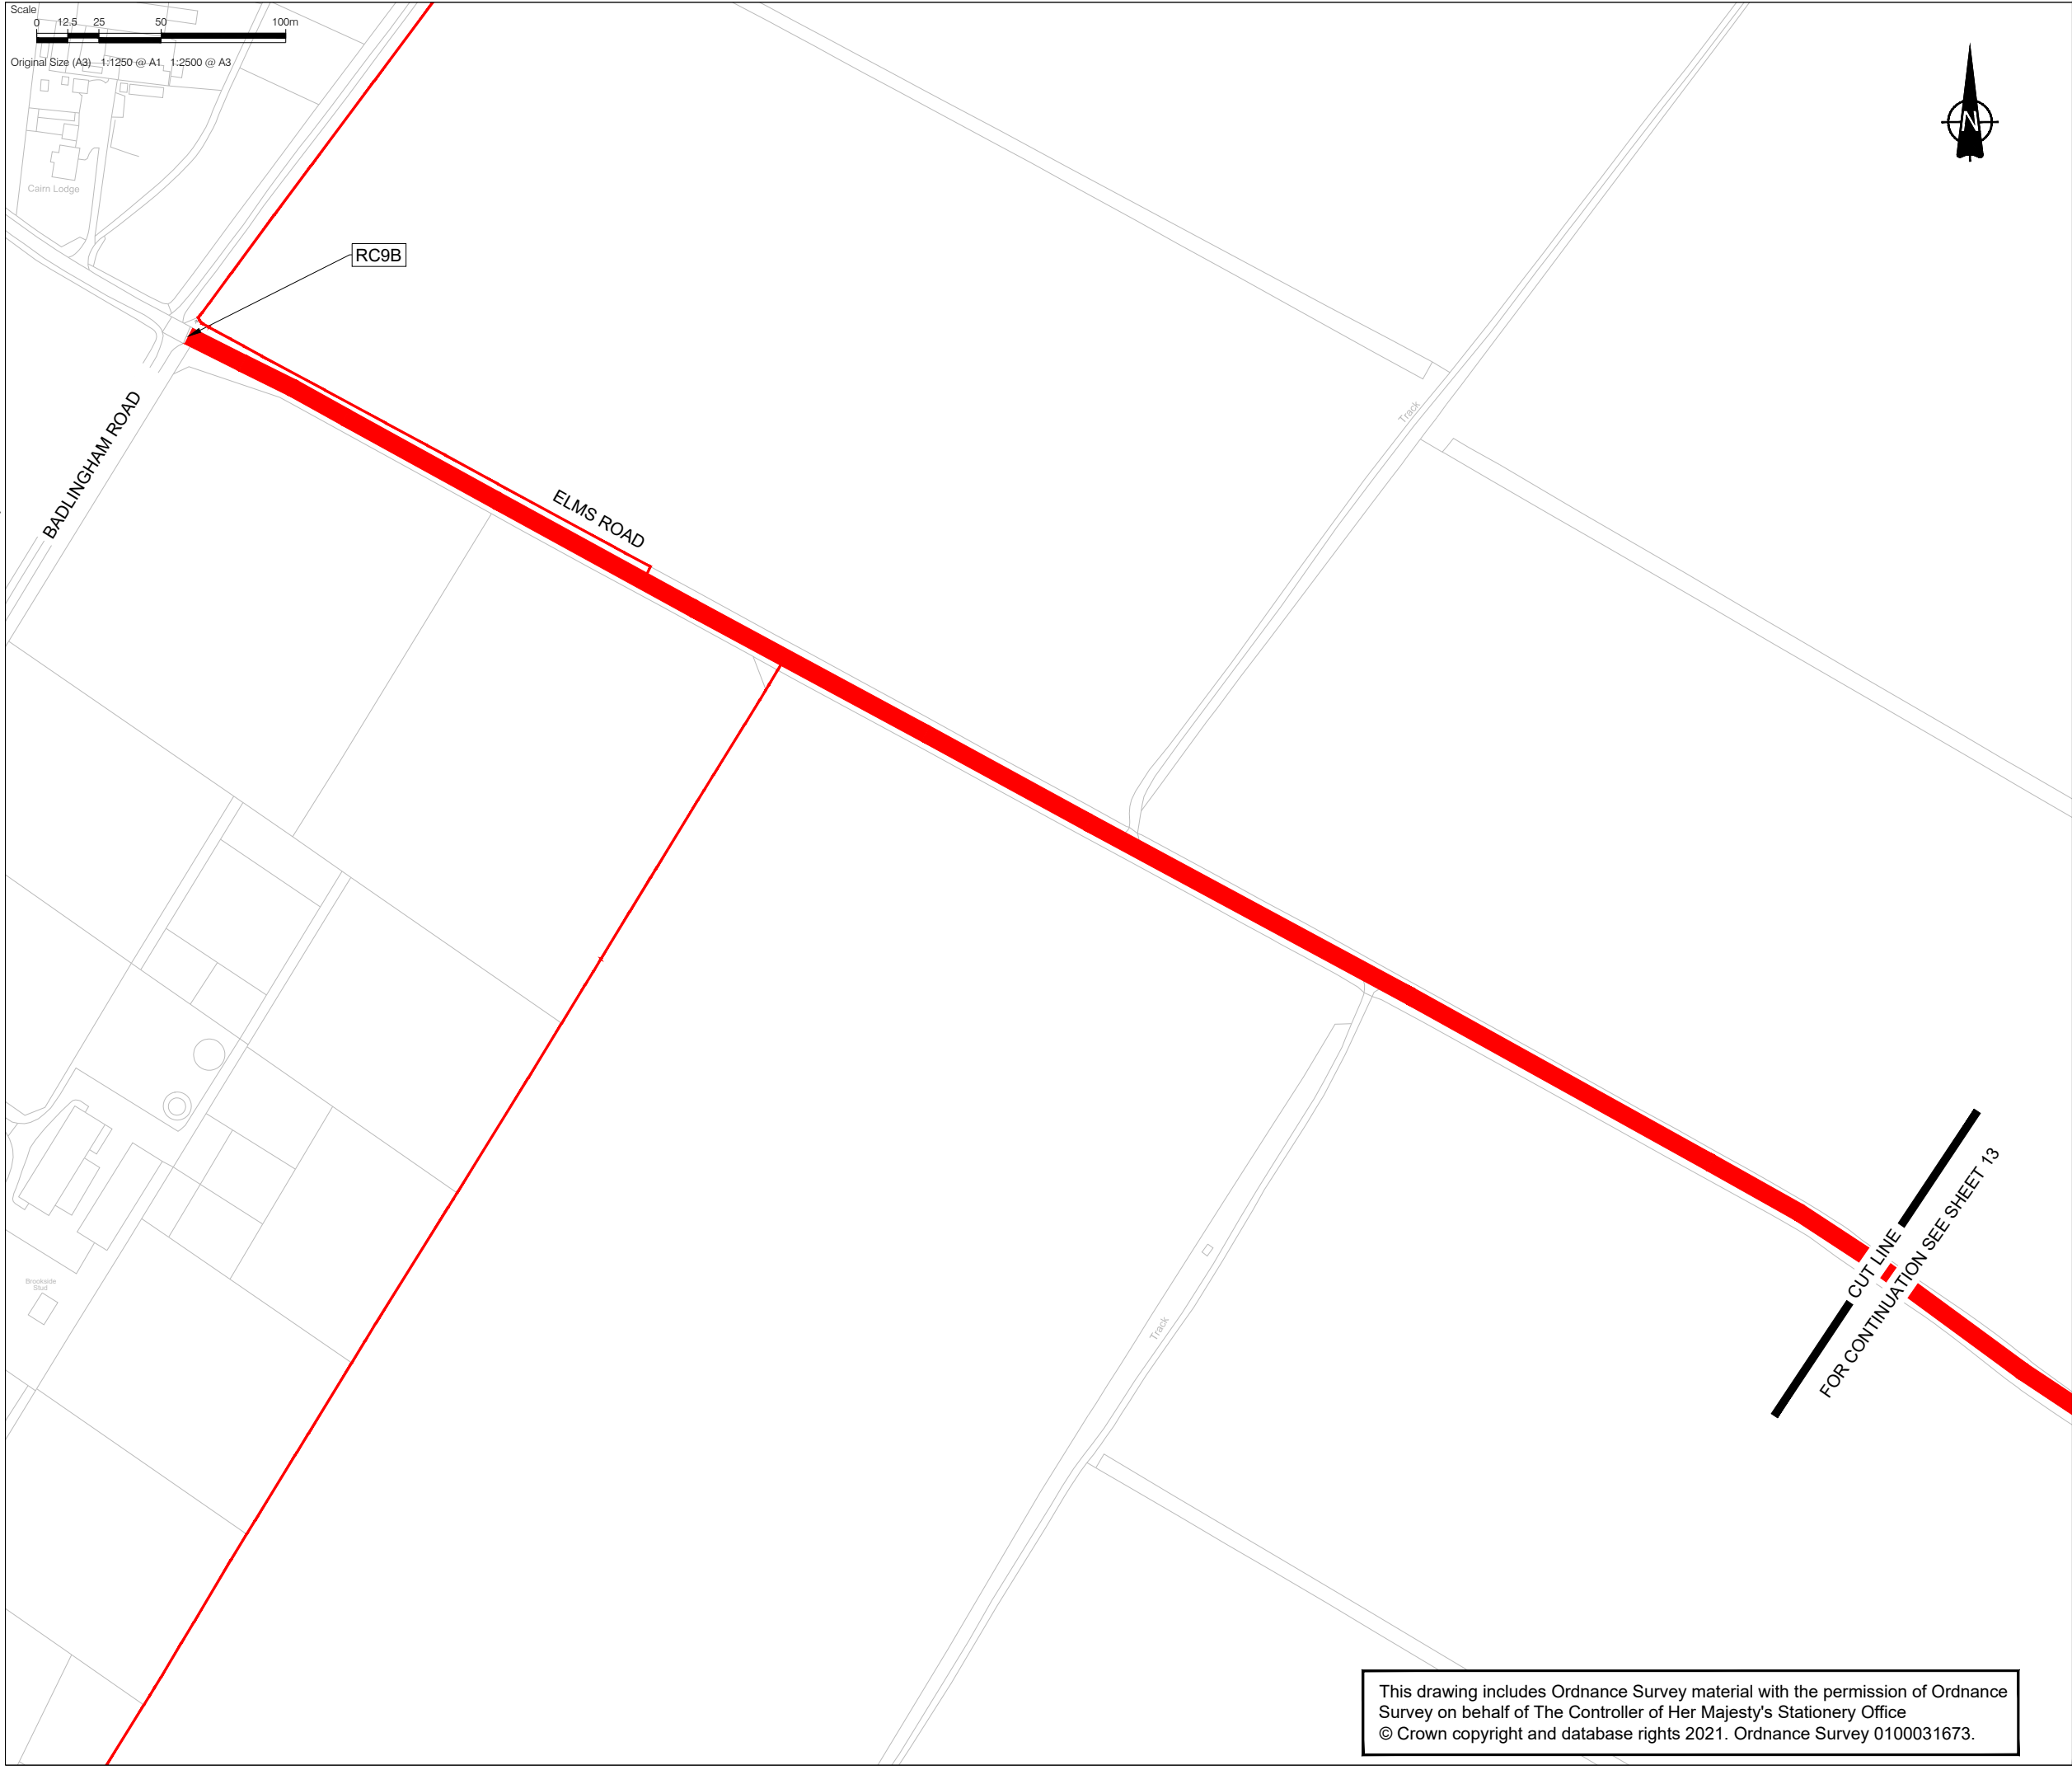 Scale
0 12.5 25 50 100m
Original Size (A3) 1:1250 @ A1 1:2500 @ A3
N
Cairn Lodge
RC9B
BADLINGHAM ROAD
ELMS ROAD
Track
CUT LINE
FOR CONTINUATION SEE SHEET 13
Brookside
Stud
Track
This drawing includes Ordnance Survey material with the permission of Ordnance
Survey on behalf of The Controller of Her Majesty's Stationery Office
© Crown copyright and database rights 2021. Ordnance Survey 0100031673.